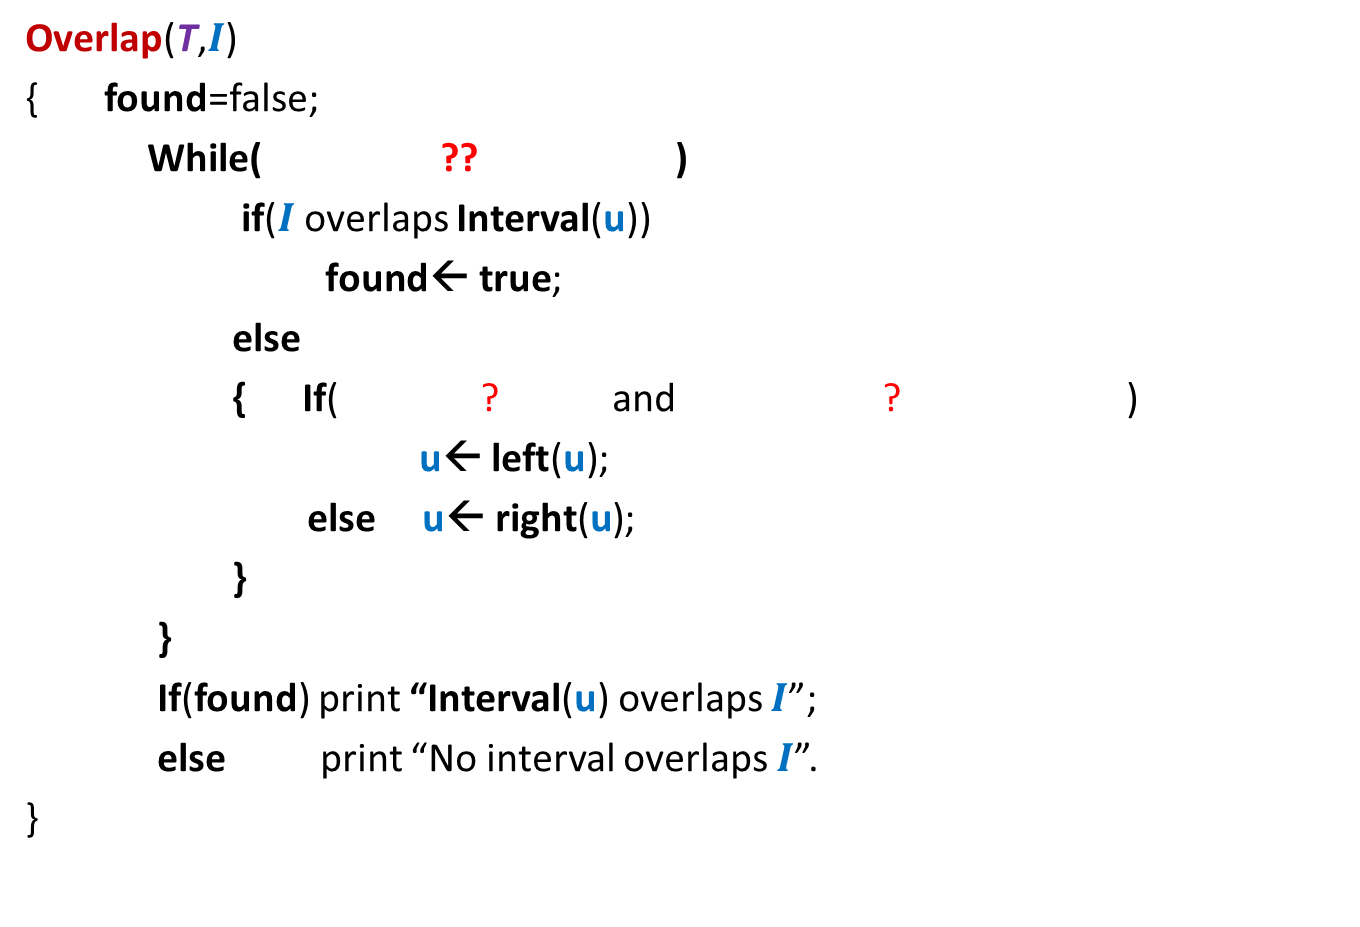 Overlap(T,I)
{ found=false;
While( ?? )
if(I overlaps Interval(u))
found← true;
else
{ If( ? and ? )
u← left(u);
else u← right(u);
}
}
If(found) print “Interval(u) overlaps I”;
else print “No interval overlaps I”.
}